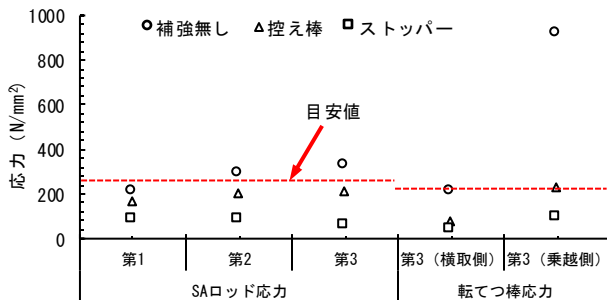 補強無し 控え棒 ストッパー
目安値
応力 (N/mm²)
1000
800
600
400
200
0
第1 第2 第3 第3（横取側） 第3（乗越側）
SAロッド応力 転てつ棒応力